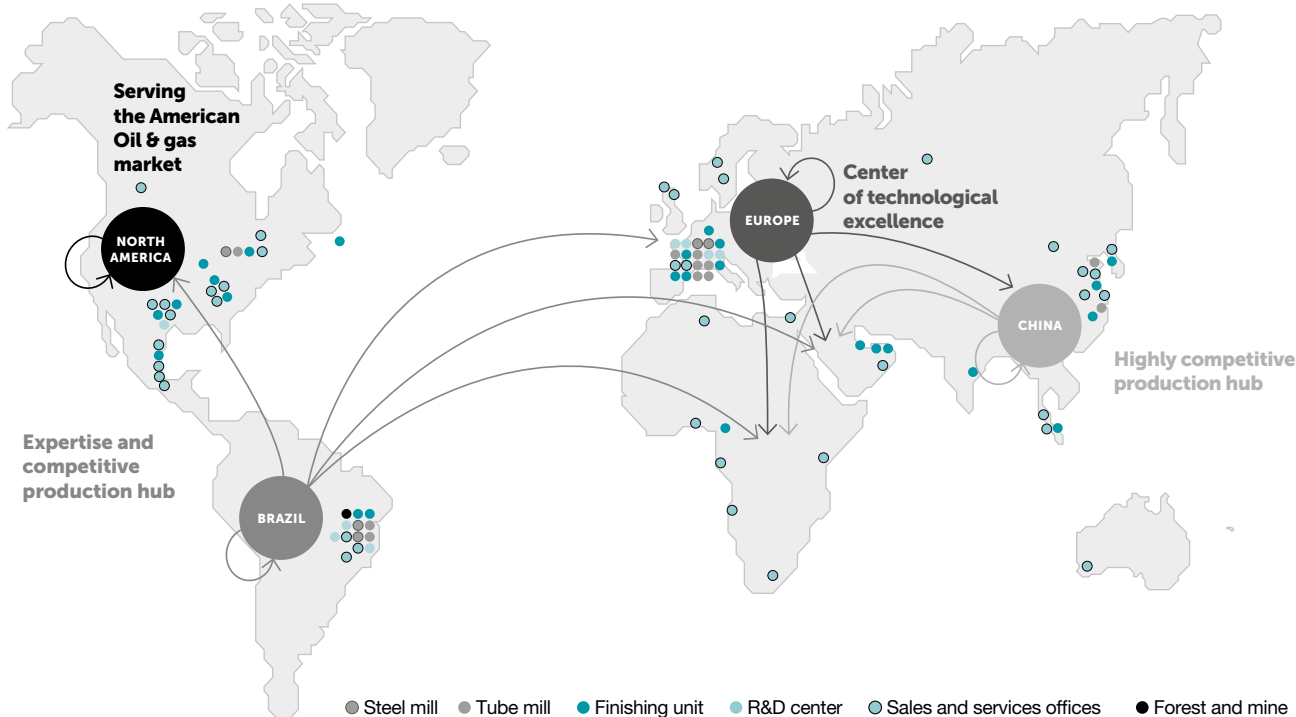 Serving
the American
Oil & gas
market
NORTH
AMERICA
EUROPE
Center
of technological
excellence
CHINA
Highly competitive
production hub
Expertise and
competitive
production hub
BRAZIL
Steel mill
Tube mill
Finishing unit
R&D center
Sales and services offices
Forest and mine